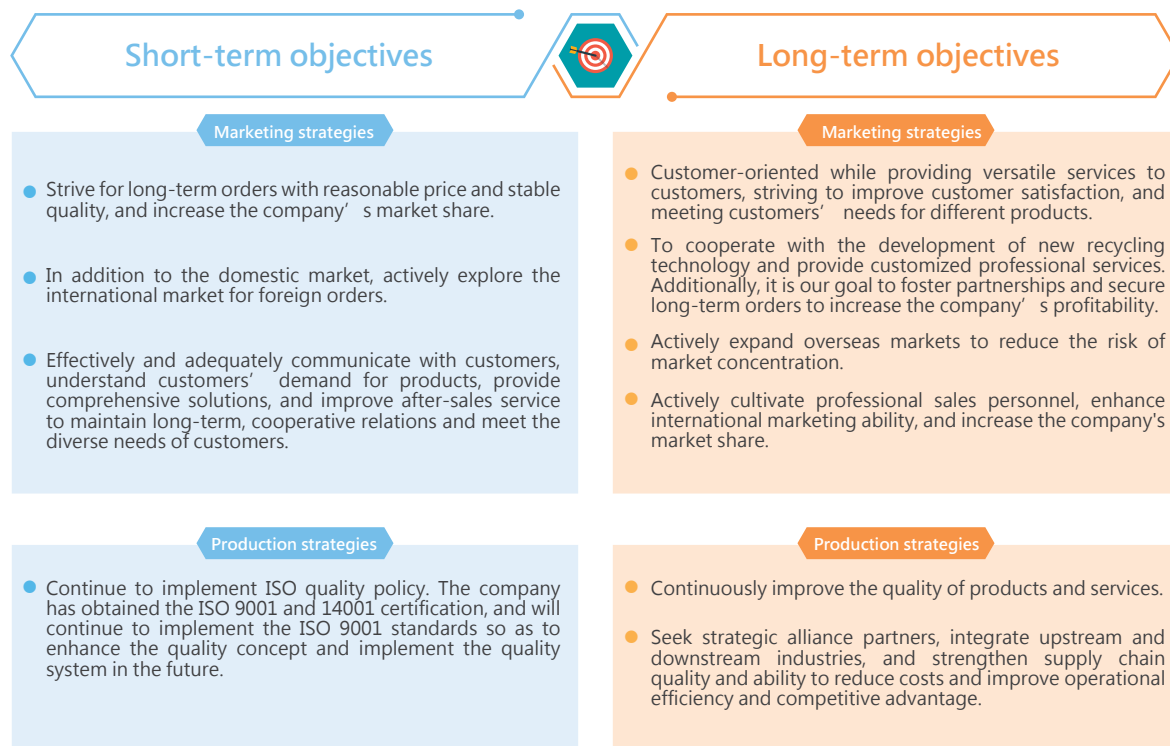 Short-term objectives
Long-term objectives
Marketing strategies
Strive for long-term orders with reasonable price and stable
quality, and increase the company's market share.
In addition to the domestic market, actively explore the
international market for foreign orders.
Effectively and adequately communicate with customers,
understand customers' demand for products, provide
comprehensive solutions, and improve after-sales service
to maintain long-term, cooperative relations and meet the
diverse needs of customers.
Marketing strategies
Customer-oriented while providing versatile services to
customers, striving to improve customer satisfaction, and
meeting customers' needs for different products.
To cooperate with the development of new recycling
technology and provide customized professional services.
Additionally, it is our goal to foster partnerships and secure
long-term orders to increase the company's profitability.
Actively expand overseas markets to reduce the risk of
market concentration.
Actively cultivate professional sales personnel, enhance
international marketing ability, and increase the company's
market share.
Production strategies
Continue to implement ISO quality policy. The company
has obtained the ISO 9001 and 14001 certification, and will
continue to implement the ISO 9001 standards so as to
enhance the quality concept and implement the quality
system in the future.
Production strategies
Continuously improve the quality of products and services.
Seek strategic alliance partners, integrate upstream and
downstream industries, and strengthen supply chain
quality and ability to reduce costs and improve operational
efficiency and competitive advantage.